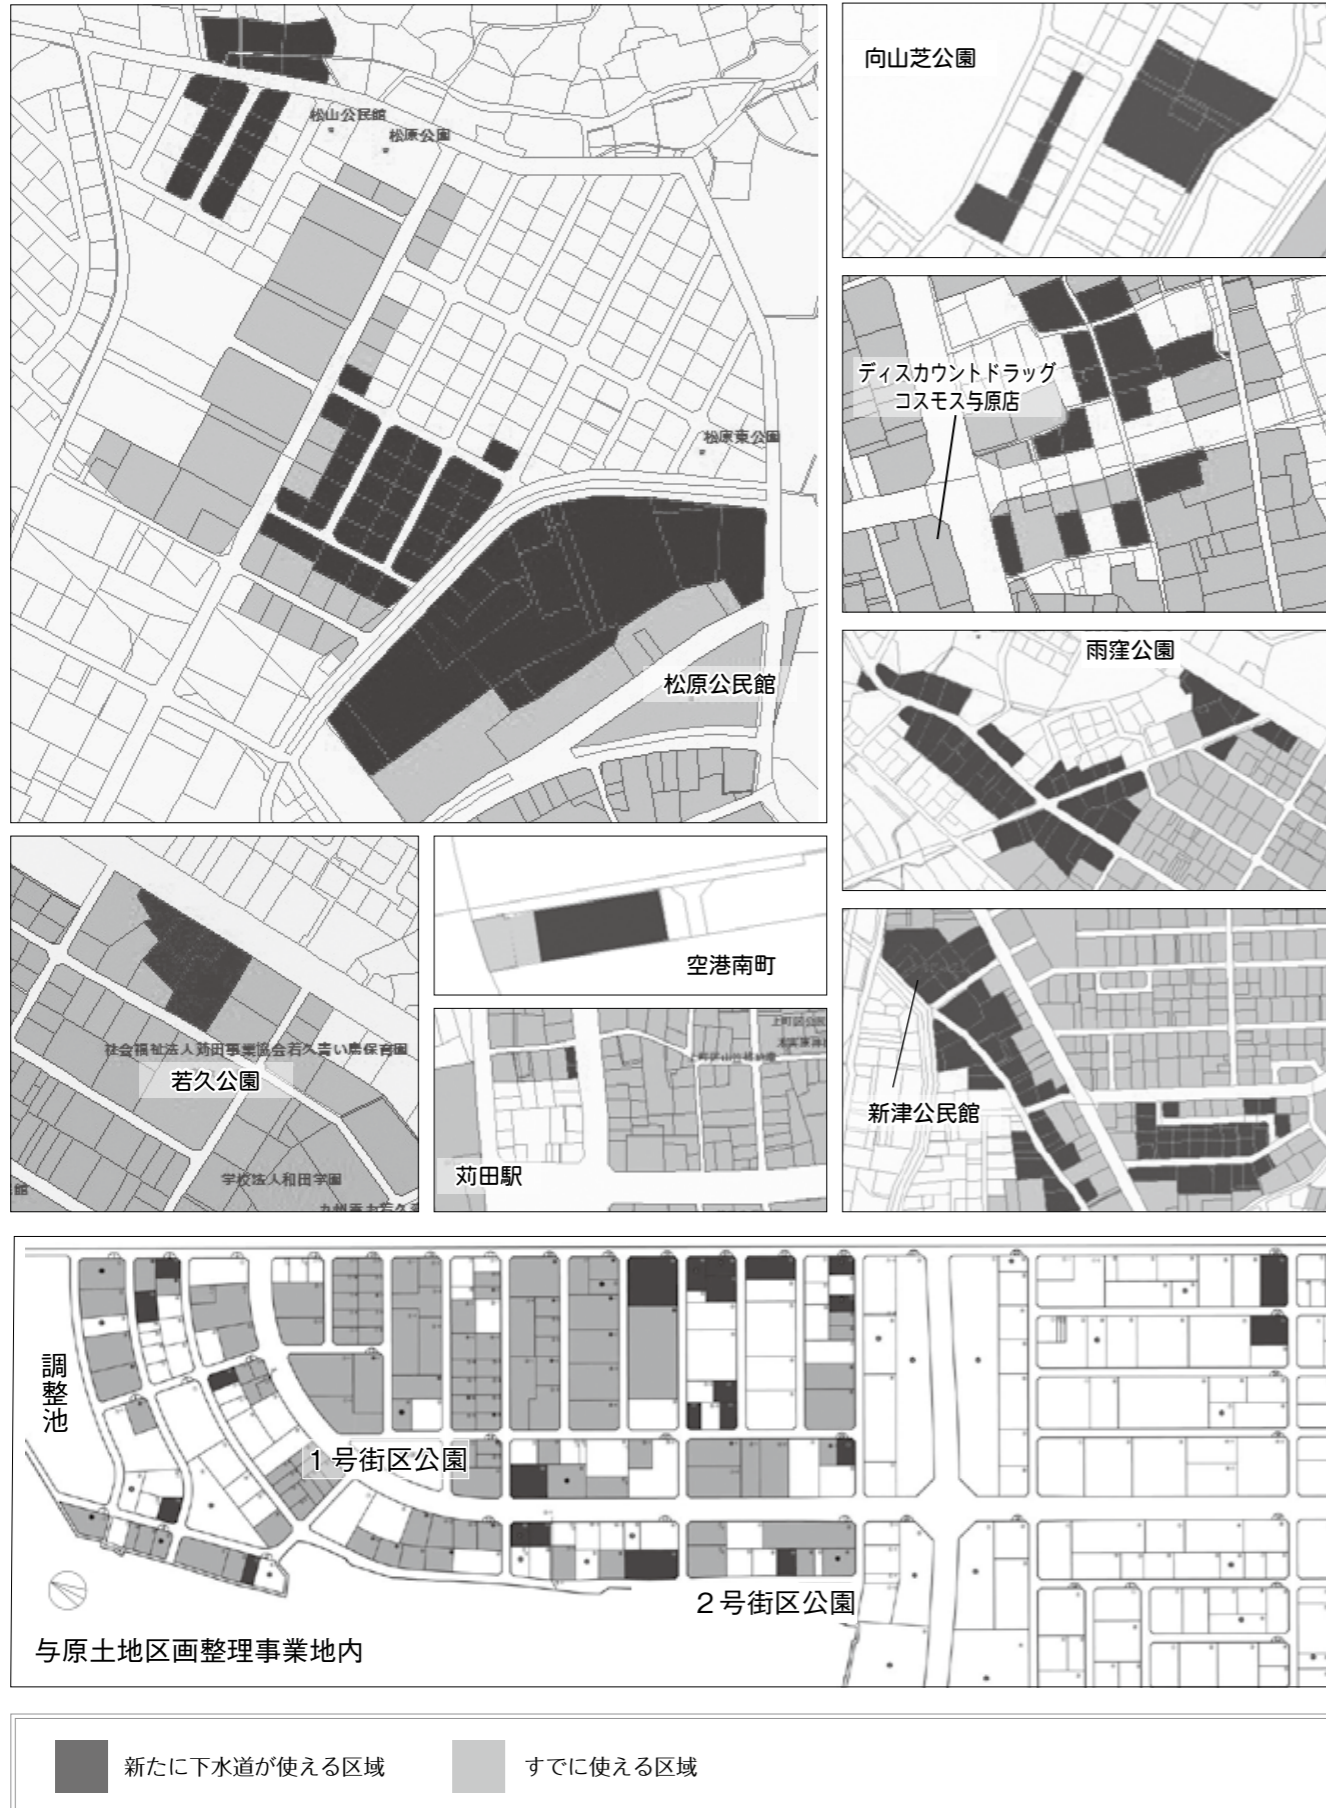 松山公民館
松原公園
松原東公園
松原公民館
向山芝公園
ディスカウントドラッグ
コスモス与原店
雨窪公園
社会福祉法人苅田事業協会若久青い鳥保育園
若久公園
学校法人和田学園
空港南町
苅田駅
新津公民館
調整池
1号街区公園
2号街区公園
与原土地区画整理事業地内
新たに下水道が使える区域
すでに使える区域